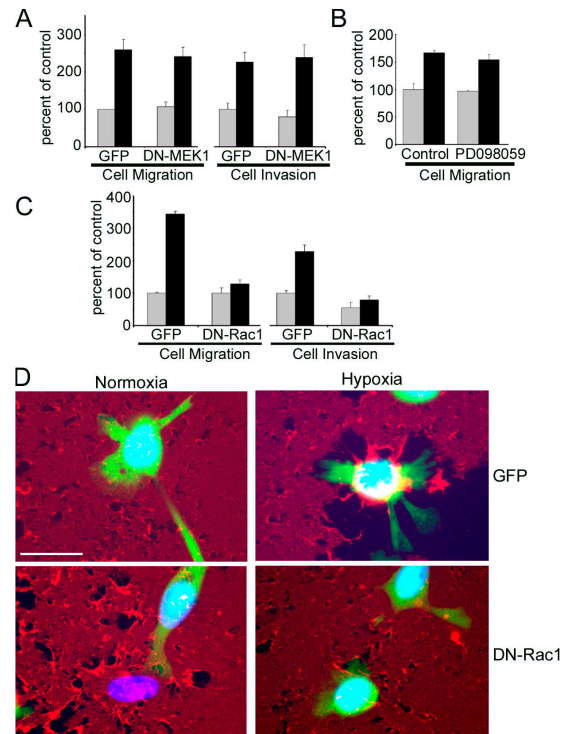 A
percent of control
300
200
100
0
GFP DN-MEK1 GFP DN-MEK1
Cell Migration Cell Invasion
B
percent of control
200
150
100
50
0
Control PD098059
Cell Migration
C
percent of control
400
300
200
100
0
GFP DN-Rac1 GFP DN-Rac1
Cell Migration Cell Invasion
D
Normoxia Hypoxia
GFP
DN-Rac1